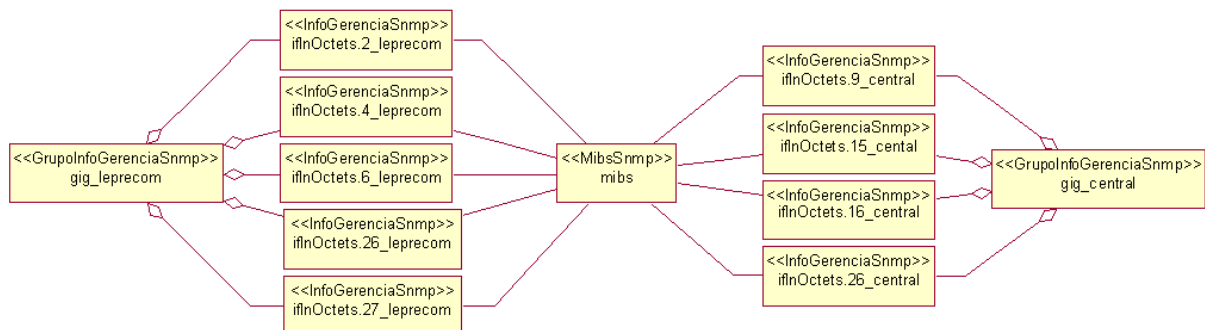 <<InfoGerenciaSnmp>>
ifInOctets.2_leprecom
<<InfoGerenciaSnmp>>
ifInOctets.4_leprecom
<<GrupoInfoGerenciaSnmp>>
gig_leprecom
<<InfoGerenciaSnmp>>
ifInOctets.6_leprecom
<<InfoGerenciaSnmp>>
ifInOctets.26_leprecom
<<InfoGerenciaSnmp>>
ifInOctets.27_leprecom
<<MibsSnmp>>
mibs
<<InfoGerenciaSnmp>>
ifInOctets.9_central
<<InfoGerenciaSnmp>>
ifInOctets.15_cental
<<InfoGerenciaSnmp>>
ifInOctets.16_central
<<InfoGerenciaSnmp>>
ifInOctets.26_central
<<GrupoInfoGerenciaSnmp>>
gig_central